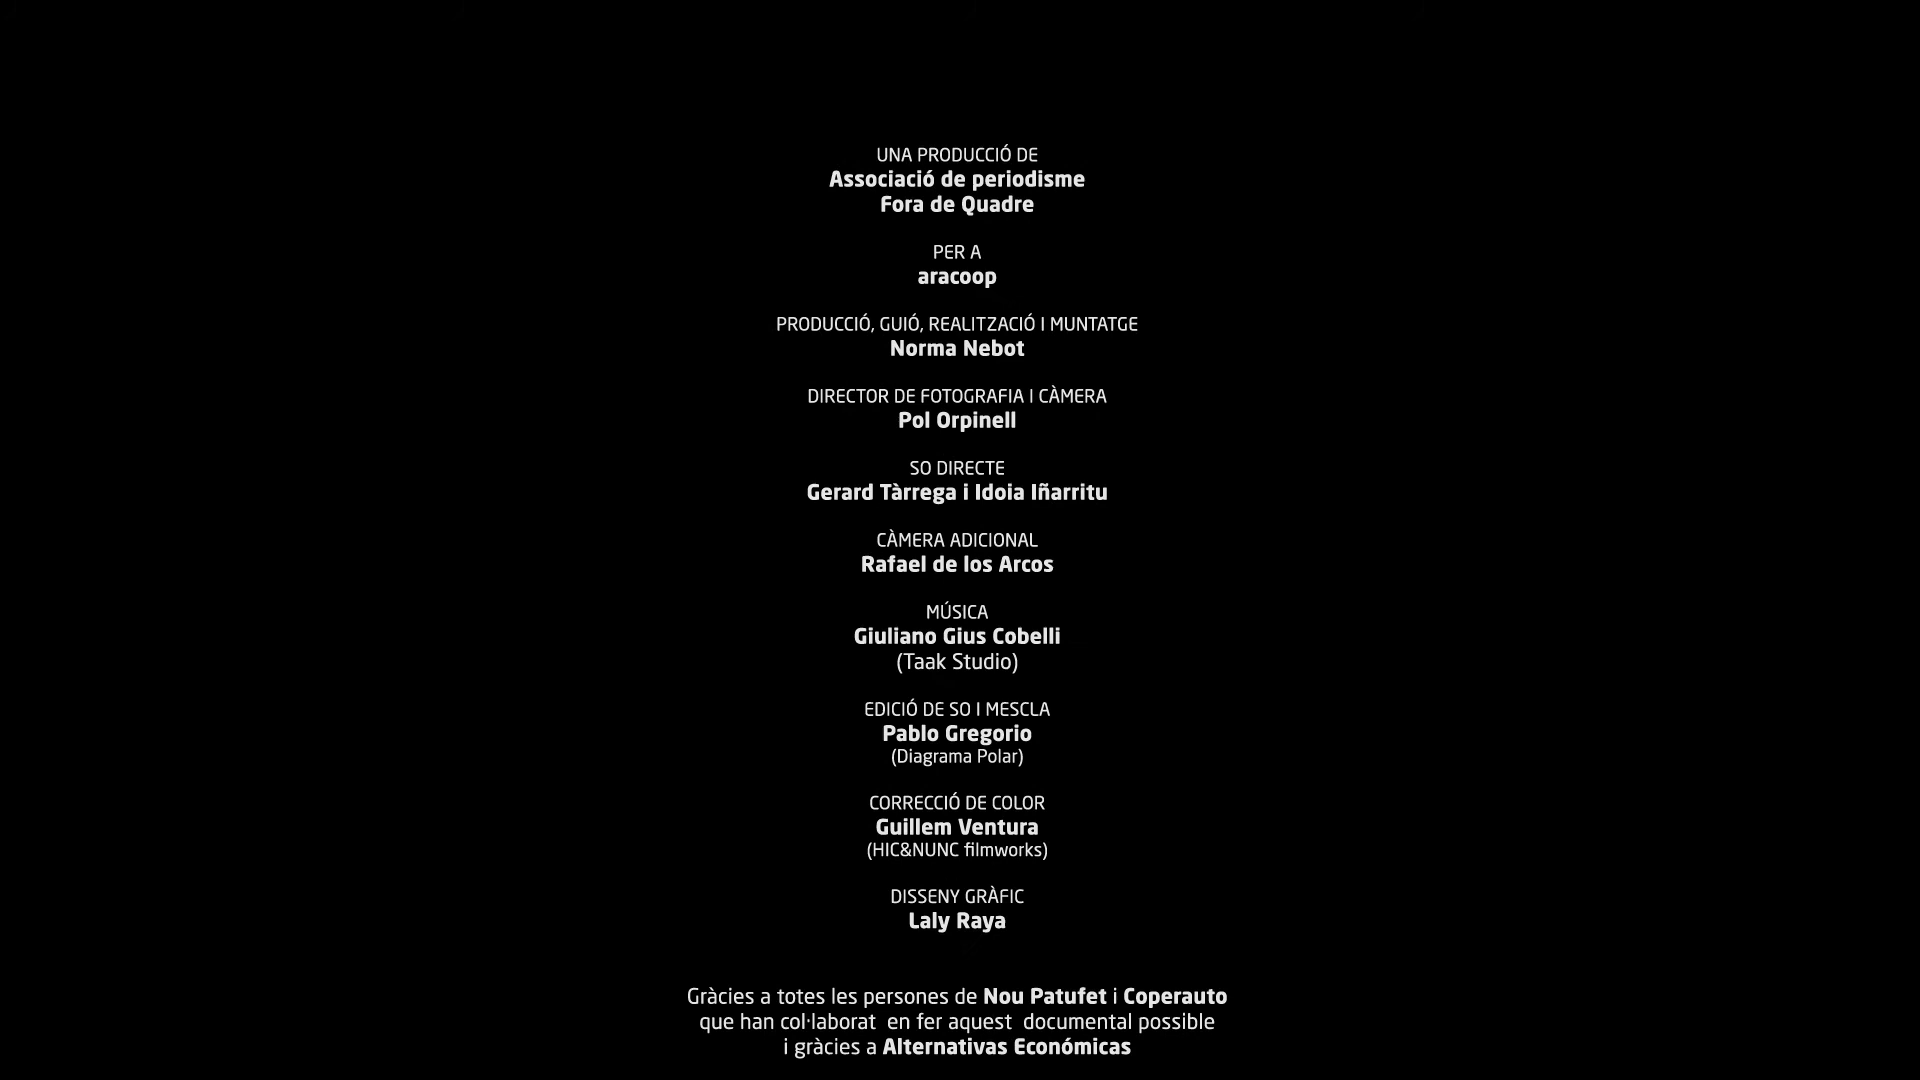 UNA PRODUCCIÓ DE
Associació de periodisme
Fora de Quadre
PER A
aracoop
PRODUCCIÓ, GUIÓ, REALITZACIÓ I MUNTATGE
Norma Nebot
DIRECTOR DE FOTOGRAFIA I CÀMERA
Pol Orpinell
SO DIRECTE
Gerard Tàrrega i Idoia Iñarritu
CÀMERA ADICIONAL
Rafael de los Arcos
MÚSICA
Giuliano Gius Cobelli
(Taak Studio)
EDICIÓ DE SO I MESCLA
Pablo Gregorio
(Diagrama Polar)
CORRECCIÓ DE COLOR
Guillem Ventura
(HIC&NUNC filmworks)
DISSENY GRÀFIC
Laly Raya
Gràcies a totes les persones de Nou Patufet i Coperauto
que han col·laborat en fer aquest documental possible
i gràcies a Alternativas Económicas